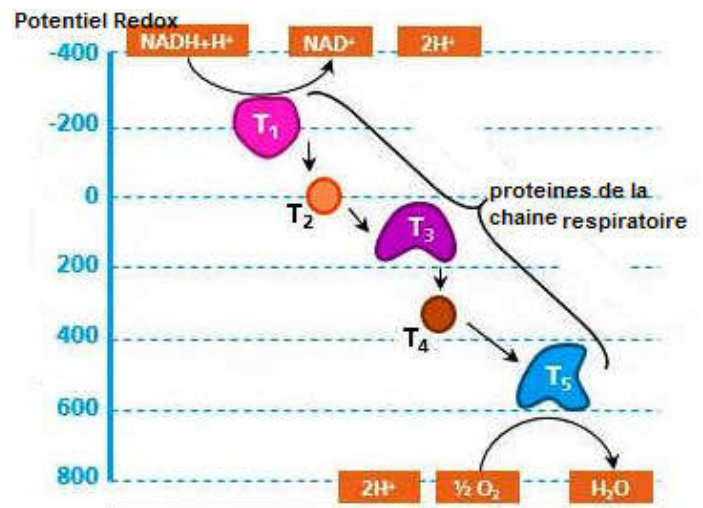 Potentiel Redox
-400
NADH+H⁺ NAD⁺ 2H⁺
-200
T₁
0
T₂
proteines de la
chaine respiratoire
T₃
200
400
T₄
T₅
600
800
2H⁺ ½ O₂ H₂O